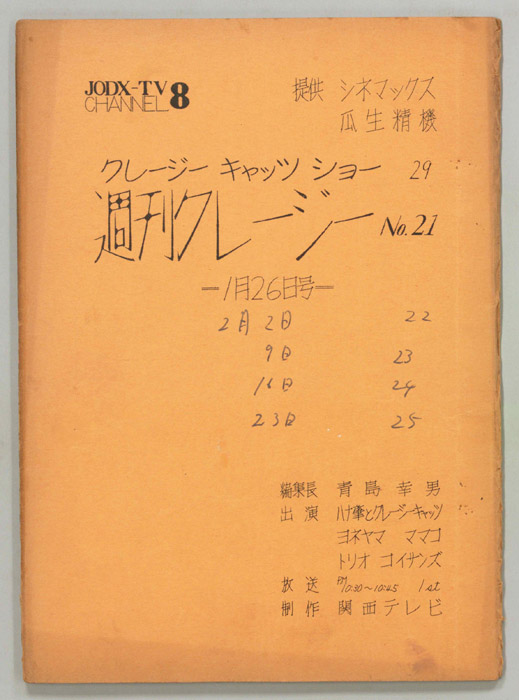 JODX-TV
CHANNEL 8
提供 シネマックス
瓜生精機
クレージー キャッツ ショー 29
週刊クレージー No.21
=1月26日号=
2月 2日 22
9日 23
16日 24
23日 25
編集長 青島幸男
出演 ハナ肇とクレージーキャッツ
ヨネヤマ ママコ
トリオ コイサンズ
放送 PM10:30〜10:45 1st
制作 関西テレビ